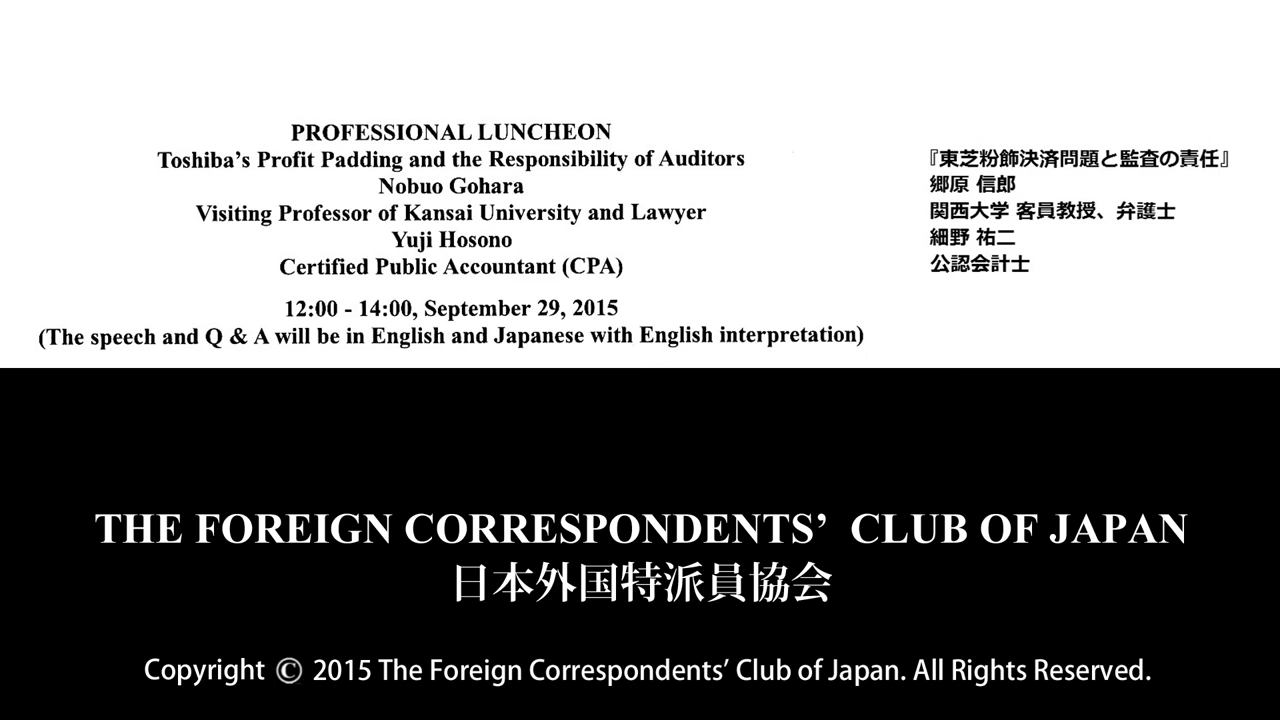 PROFESSIONAL LUNCHEON
Toshiba's Profit Padding and the Responsibility of Auditors
Nobuo Gohara
Visiting Professor of Kansai University and Lawyer
Yuji Hosono
Certified Public Accountant (CPA)
12:00 - 14:00, September 29, 2015
(The speech and Q & A will be in English and Japanese with English interpretation)
『東芝粉飾決済問題と監査の責任』
郷原 信郎
関西大学 客員教授、弁護士
細野 祐二
公認会計士
THE FOREIGN CORRESPONDENTS’ CLUB OF JAPAN
日本外国特派員協会
Copyright © 2015 The Foreign Correspondents’ Club of Japan. All Rights Reserved.